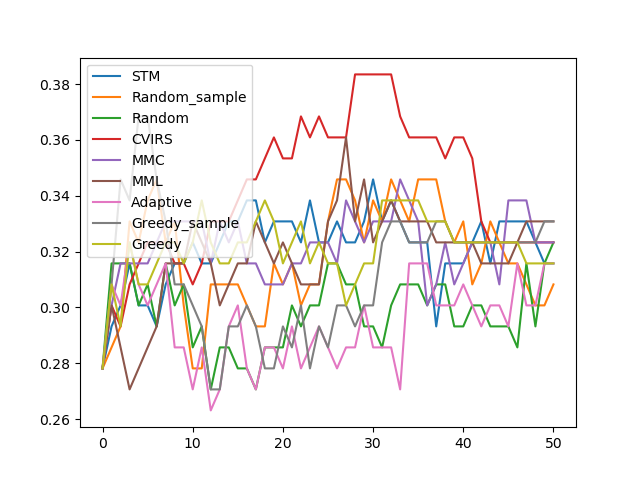 0.38
0.36
0.34
0.32
0.30
0.28
0.26
STM
Random_sample
Random
CVIRS
MMC
MML
Adaptive
Greedy_sample
Greedy
0 10 20 30 40 50